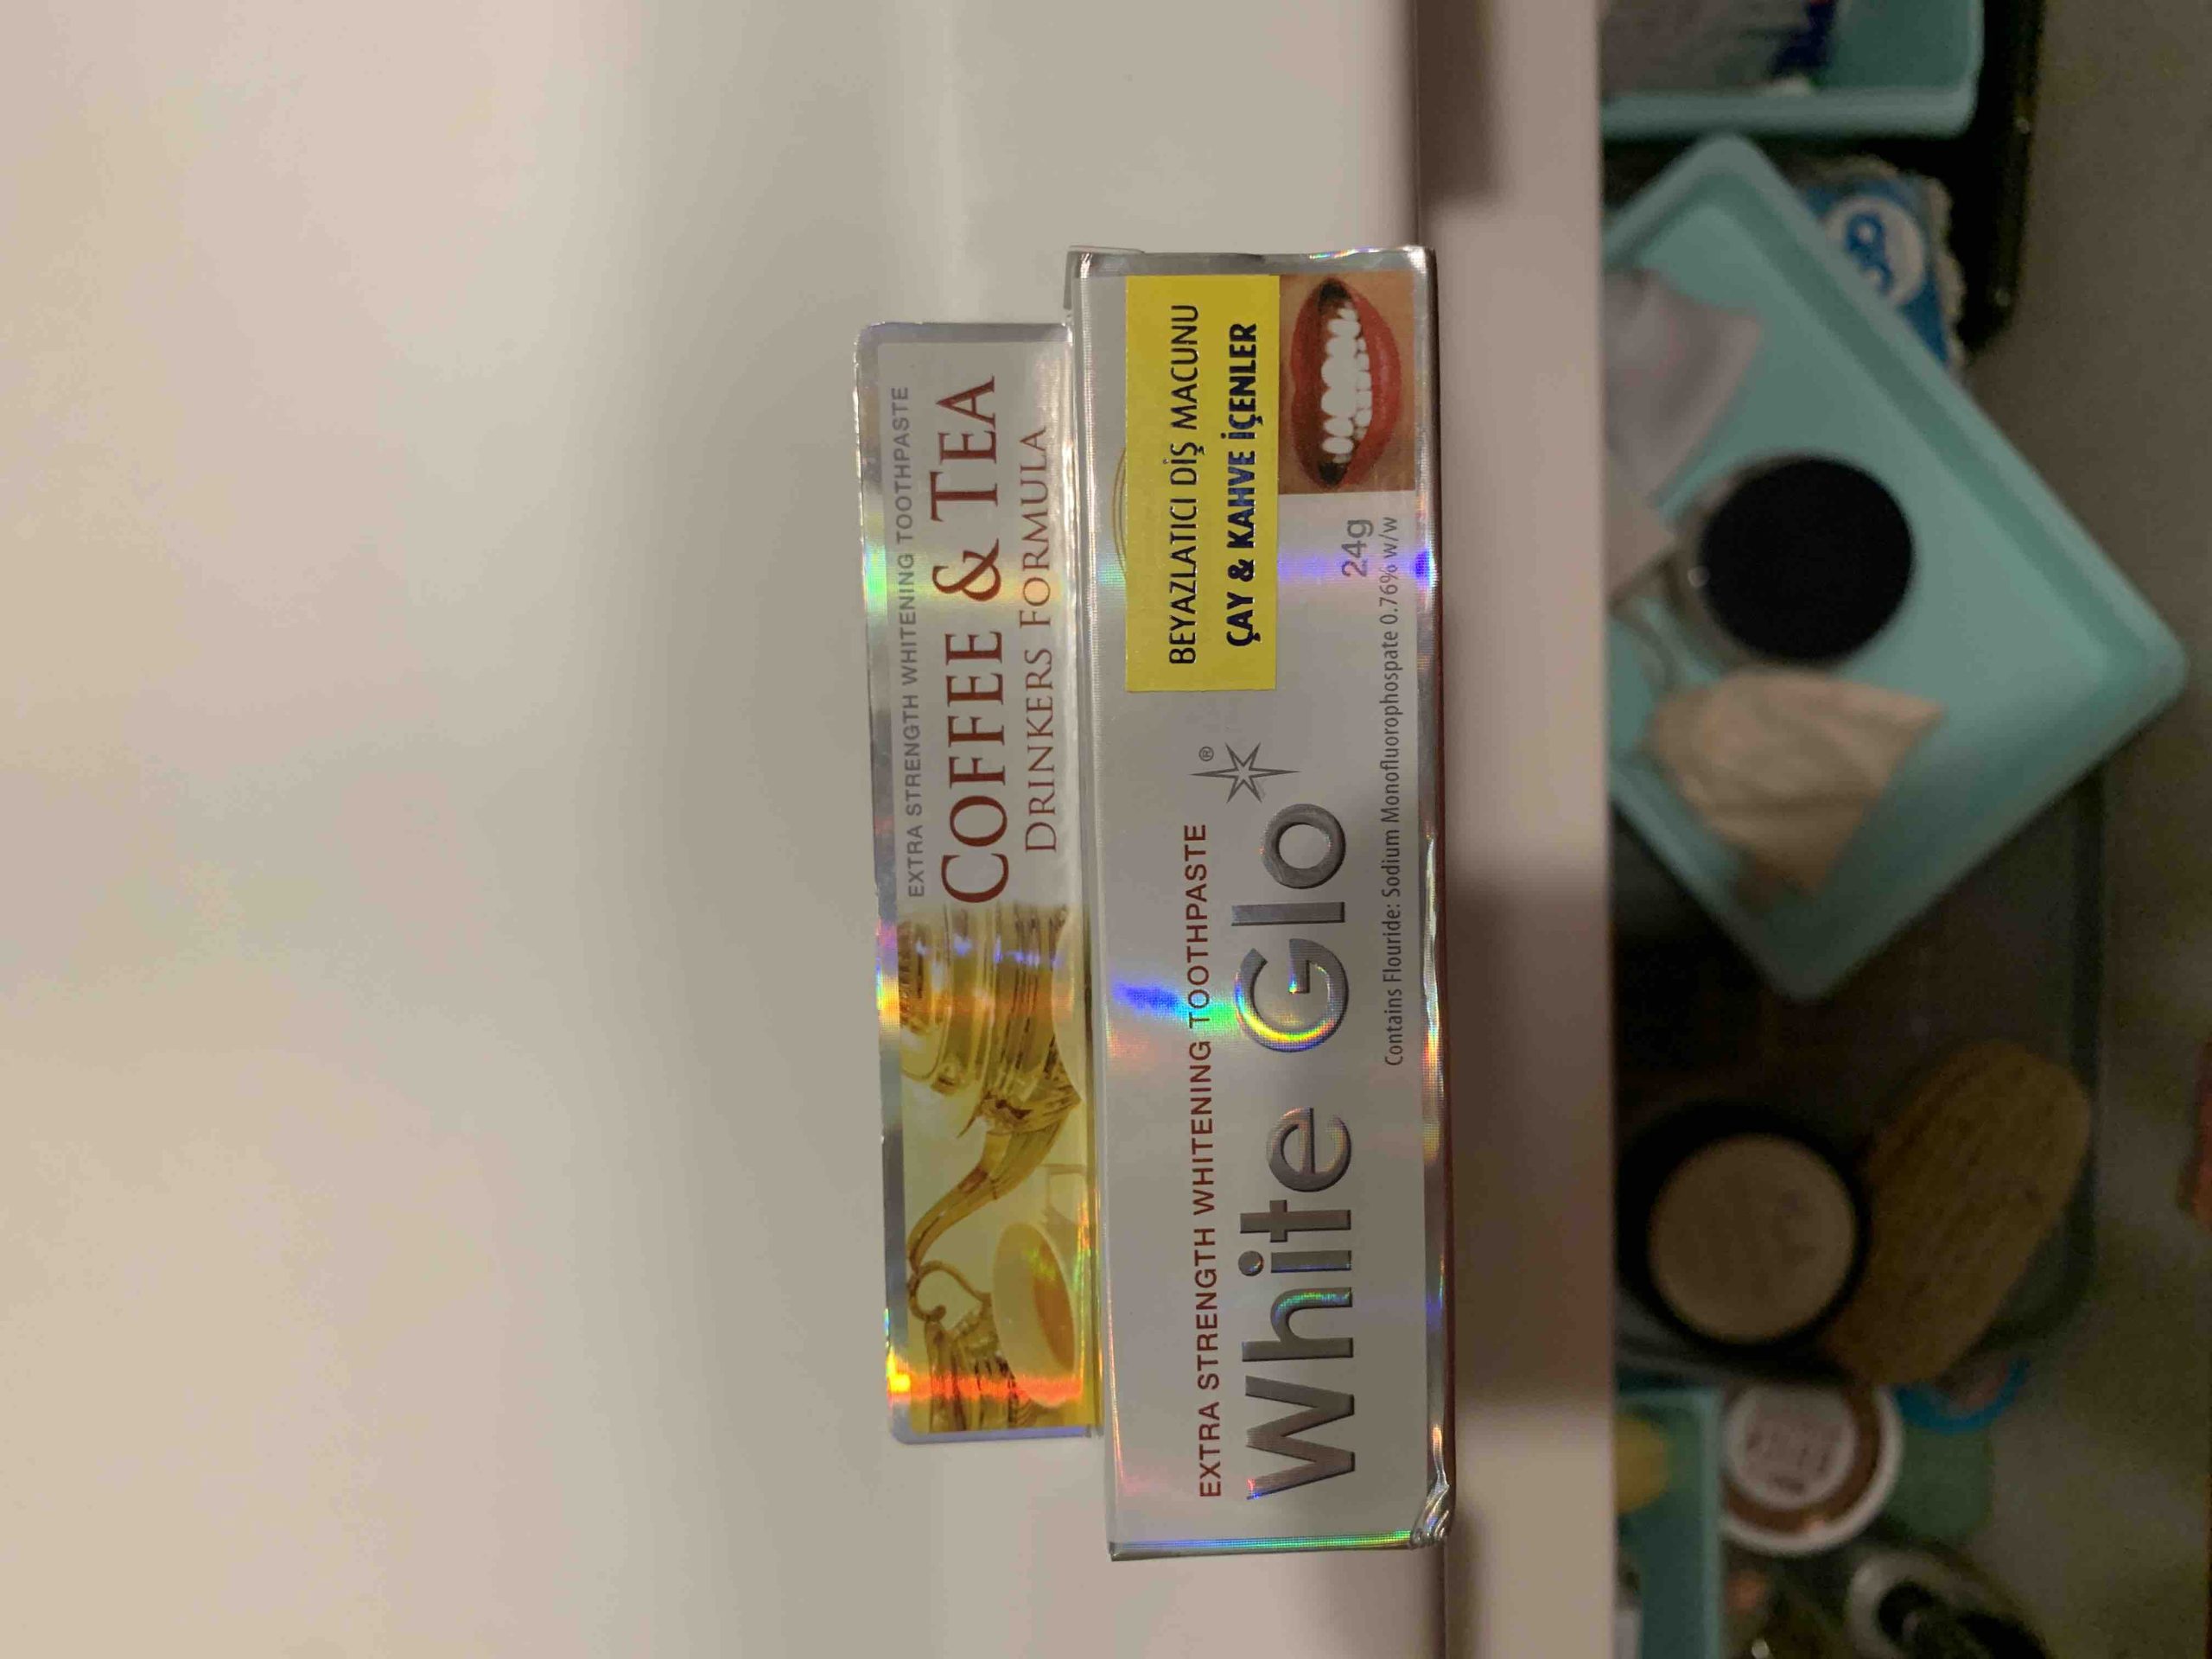 EXTRA STRENGTH WHITENING TOOTHPASTE
COFFEE & TEA
DRINKERS FORMULA
BEYAZLATICI DİŞ MACUNU
ÇAY & KAHVE İÇENLER
EXTRA STRENGTH WHITENING TOOTHPASTE
White Glo®
24g
Contains Flouride: Sodium Monofluorophospate 0.76% w/w